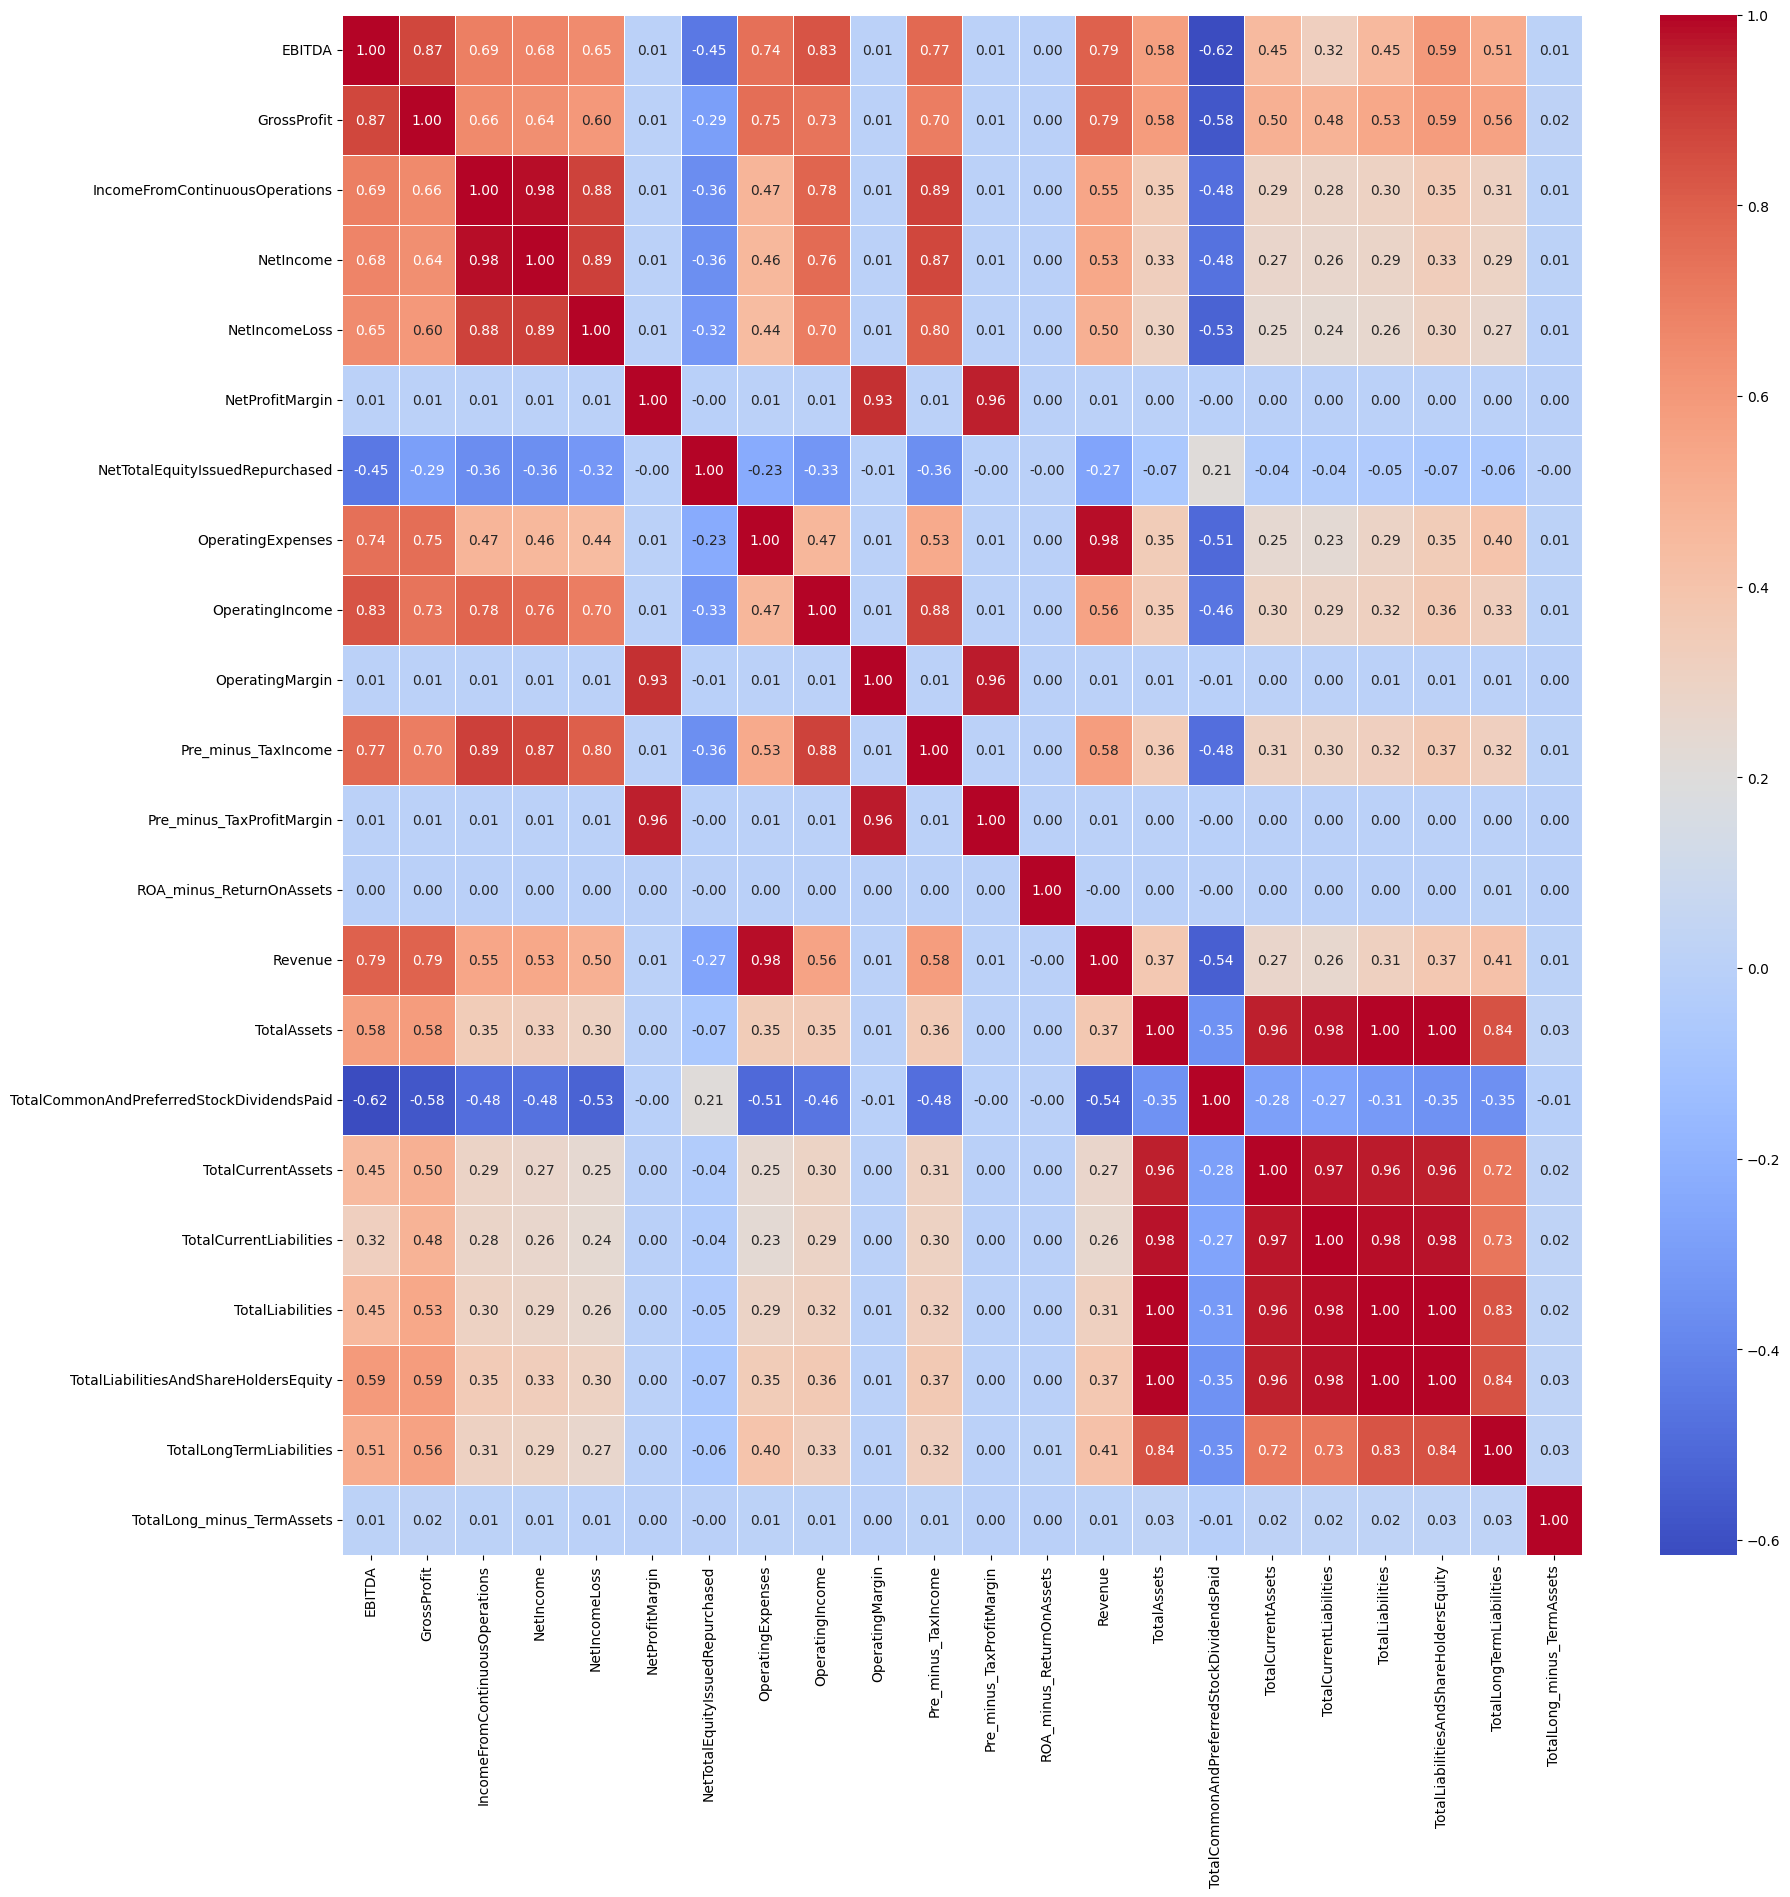 EBITDA 1.00 0.87 0.69 0.68 0.65 0.01 -0.45 0.74 0.83 0.01 0.77 0.01 0.00 0.79 0.58 -0.62 0.45 0.32 0.45 0.59 0.51 0.01
GrossProfit 0.87 1.00 0.66 0.64 0.60 0.01 -0.29 0.75 0.73 0.01 0.70 0.01 0.00 0.79 0.58 -0.58 0.50 0.48 0.53 0.59 0.56 0.02
IncomeFromContinuousOperations 0.69 0.66 1.00 0.98 0.88 0.01 -0.36 0.47 0.78 0.01 0.89 0.01 0.00 0.55 0.35 -0.48 0.29 0.28 0.30 0.35 0.31 0.01
NetIncome 0.68 0.64 0.98 1.00 0.89 0.01 -0.36 0.46 0.76 0.01 0.87 0.01 0.00 0.53 0.33 -0.48 0.27 0.26 0.29 0.33 0.29 0.01
NetIncomeLoss 0.65 0.60 0.88 0.89 1.00 0.01 -0.32 0.44 0.70 0.01 0.80 0.01 0.00 0.50 0.30 -0.53 0.25 0.24 0.26 0.30 0.27 0.01
NetProfitMargin 0.01 0.01 0.01 0.01 0.01 1.00 -0.00 0.01 0.01 0.93 0.01 0.96 0.00 0.01 0.00 -0.00 0.00 0.00 0.00 0.00 0.00 0.00
NetTotalEquityIssuedRepurchased -0.45 -0.29 -0.36 -0.36 -0.32 -0.00 1.00 -0.23 -0.33 -0.01 -0.36 -0.00 -0.00 -0.27 -0.07 0.21 -0.04 -0.04 -0.05 -0.07 -0.06 -0.00
OperatingExpenses 0.74 0.75 0.47 0.46 0.44 0.01 -0.23 1.00 0.47 0.01 0.53 0.01 0.00 0.98 0.35 -0.51 0.25 0.23 0.29 0.35 0.40 0.01
OperatingIncome 0.83 0.73 0.78 0.76 0.70 0.01 -0.33 0.47 1.00 0.01 0.88 0.01 0.00 0.56 0.35 -0.46 0.30 0.29 0.32 0.36 0.33 0.01
OperatingMargin 0.01 0.01 0.01 0.01 0.01 0.93 -0.01 0.01 0.01 1.00 0.01 0.96 0.00 0.01 0.01 -0.01 0.00 0.00 0.01 0.01 0.01 0.00
Pre_minus_TaxIncome 0.77 0.70 0.89 0.87 0.80 0.01 -0.36 0.53 0.88 0.01 1.00 0.01 0.00 0.58 0.36 -0.48 0.31 0.30 0.32 0.37 0.32 0.01
Pre_minus_TaxProfitMargin 0.01 0.01 0.01 0.01 0.01 0.96 -0.00 0.01 0.01 0.96 0.01 1.00 0.00 0.01 0.00 -0.00 0.00 0.00 0.00 0.00 0.00 0.00
ROA_minus_ReturnOnAssets 0.00 0.00 0.00 0.00 0.00 0.00 -0.00 0.00 0.00 0.00 0.00 0.00 1.00 -0.00 0.00 -0.00 0.00 0.00 0.00 0.00 0.01 0.00
Revenue 0.79 0.79 0.55 0.53 0.50 0.01 -0.27 0.98 0.56 0.01 0.58 0.01 -0.00 1.00 0.37 -0.54 0.27 0.26 0.31 0.37 0.41 0.01
TotalAssets 0.58 0.58 0.35 0.33 0.30 0.00 -0.07 0.35 0.35 0.01 0.36 0.00 0.00 0.37 1.00 -0.35 0.96 0.98 1.00 1.00 0.84 0.03
TotalCommonAndPreferredStockDividendsPaid -0.62 -0.58 -0.48 -0.48 -0.53 -0.00 0.21 -0.51 -0.46 -0.01 -0.48 -0.00 -0.00 -0.54 -0.35 1.00 -0.28 -0.27 -0.31 -0.35 -0.35 -0.01
TotalCurrentAssets 0.45 0.50 0.29 0.27 0.25 0.00 -0.04 0.25 0.30 0.00 0.31 0.00 0.00 0.27 0.96 -0.28 1.00 0.97 0.96 0.96 0.72 0.02
TotalCurrentLiabilities 0.32 0.48 0.28 0.26 0.24 0.00 -0.04 0.23 0.29 0.00 0.30 0.00 0.00 0.26 0.98 -0.27 0.97 1.00 0.98 0.98 0.73 0.02
TotalLiabilities 0.45 0.53 0.30 0.29 0.26 0.00 -0.05 0.29 0.32 0.01 0.32 0.00 0.00 0.31 1.00 -0.31 0.96 0.98 1.00 1.00 0.83 0.02
TotalLiabilitiesAndShareHoldersEquity 0.59 0.59 0.35 0.33 0.30 0.00 -0.07 0.35 0.36 0.01 0.37 0.00 0.00 0.37 1.00 -0.35 0.96 0.98 1.00 1.00 0.84 0.03
TotalLongTermLiabilities 0.51 0.56 0.31 0.29 0.27 0.00 -0.06 0.40 0.33 0.01 0.32 0.00 0.01 0.41 0.84 -0.35 0.72 0.73 0.83 0.84 1.00 0.03
TotalLong_minus_TermAssets 0.01 0.02 0.01 0.01 0.01 0.00 -0.00 0.01 0.01 0.00 0.01 0.00 0.00 0.01 0.03 -0.01 0.02 0.02 0.02 0.03 0.03 1.00
EBITDA
GrossProfit
IncomeFromContinuousOperations
NetIncome
NetIncomeLoss
NetProfitMargin
NetTotalEquityIssuedRepurchased
OperatingExpenses
OperatingIncome
OperatingMargin
Pre_minus_TaxIncome
Pre_minus_TaxProfitMargin
ROA_minus_ReturnOnAssets
Revenue
TotalAssets
TotalCommonAndPreferredStockDividendsPaid
TotalCurrentAssets
TotalCurrentLiabilities
TotalLiabilities
TotalLiabilitiesAndShareHoldersEquity
TotalLongTermLiabilities
TotalLong_minus_TermAssets
1.0
0.8
0.6
0.4
0.2
0.0
−0.2
−0.4
−0.6